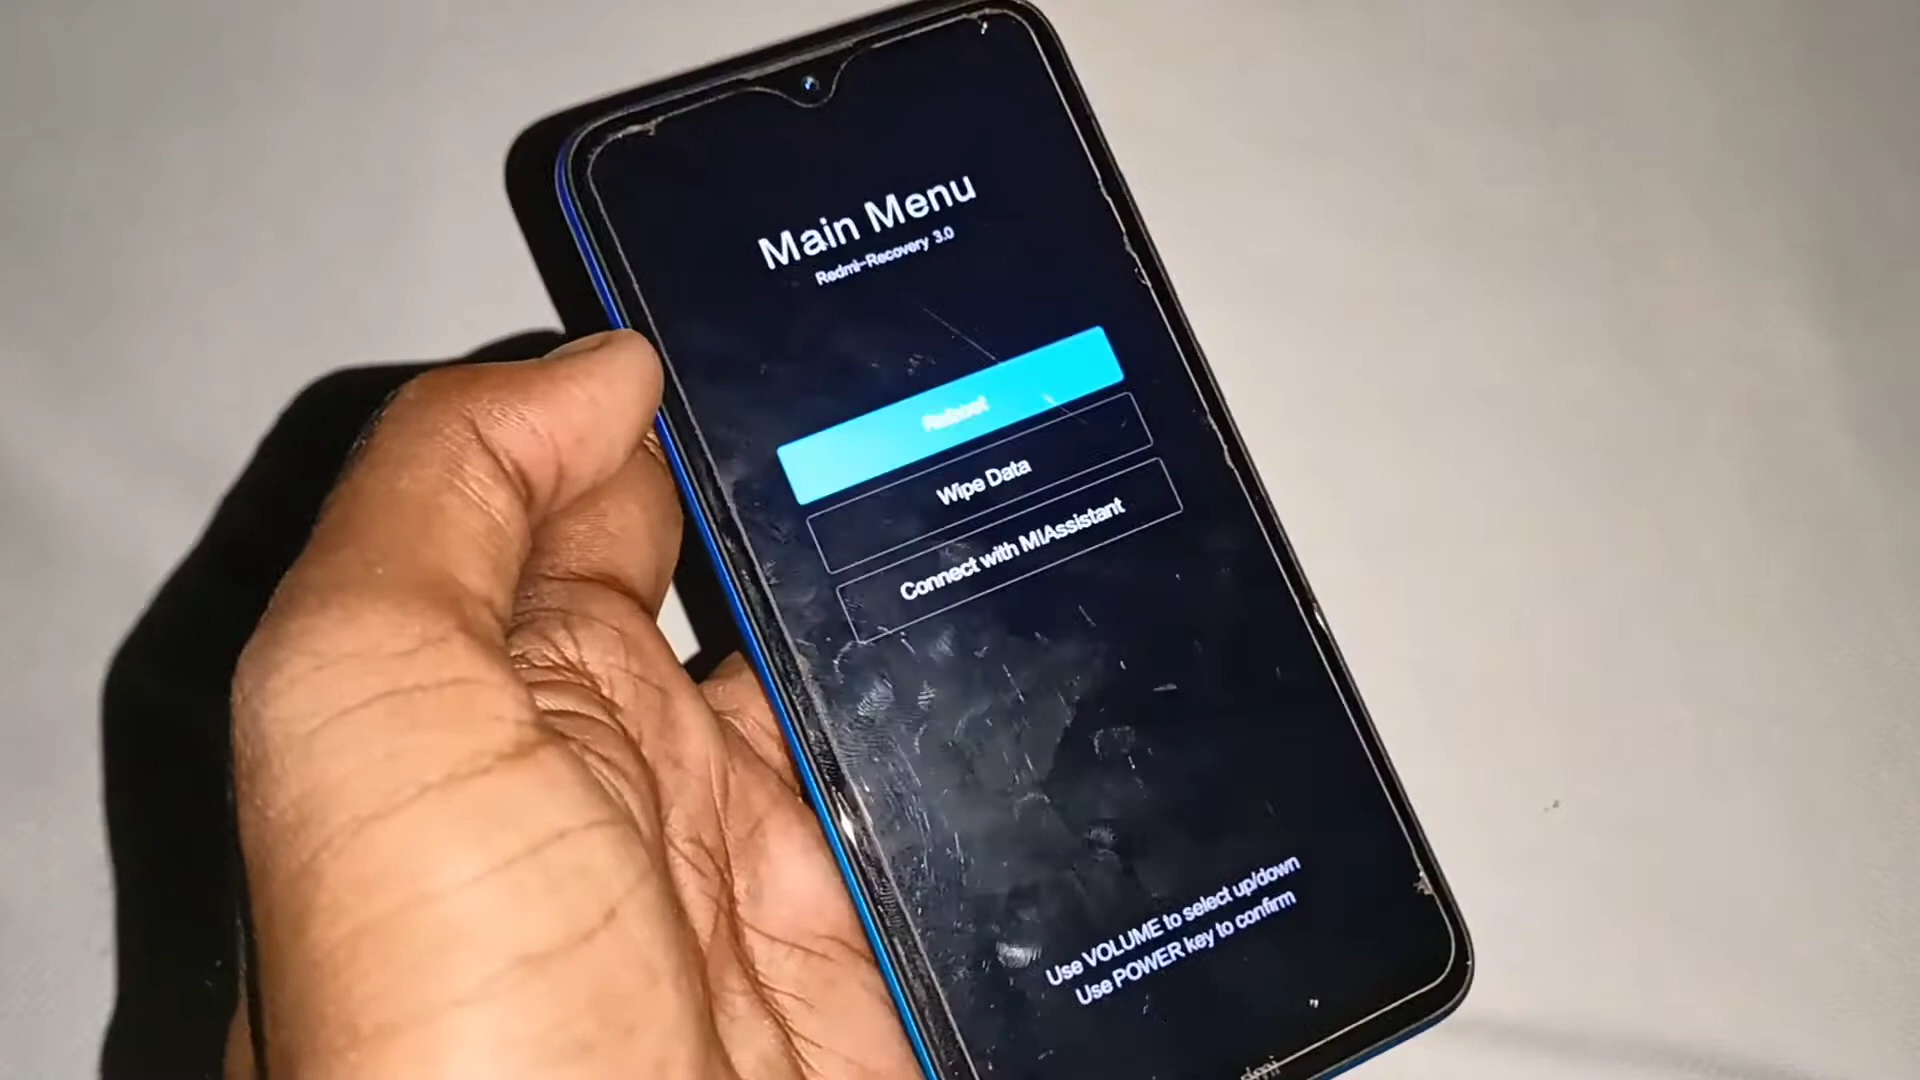 Main Menu
Redmi-Recovery 3.0
Reboot
Wipe Data
Connect with MIAssistant
Use VOLUME to select up/down
Use POWER key to confirm